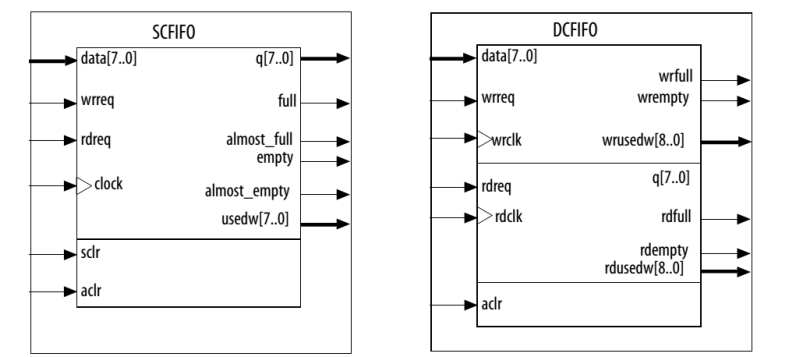 SCFIFO
data[7..0] q[7..0]
wrreq full
rdreq almost_full
empty
clock almost_empty
usedw[7..0]
sclr
aclr
DCFIFO
data[7..0]
wrfull
wrreq wrempty
wrclk wrusedw[8..0]
rdreq q[7..0]
rdclk rdfull
rdempty
rdusedw[8..0]
aclr